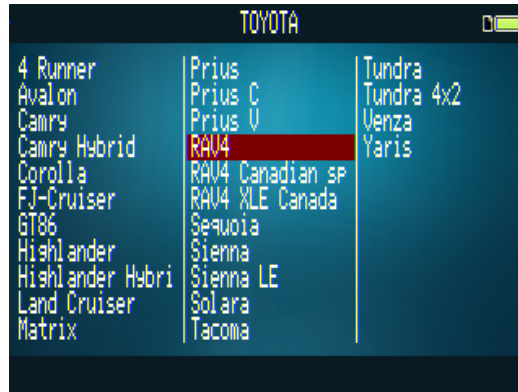 TOYOTA
4 Runner
Avalon
Camry
Camry Hybrid
Corolla
FJ-Cruiser
GT86
Highlander
Highlander Hybri
Land Cruiser
Matrix
Prius
Prius C
Prius V
RAV4
RAV4 Canadian SP
RAV4 XLE Canada
Sequoia
Sienna
Sienna LE
Solara
Tacoma
Tundra
Tundra 4x2
Venza
Yaris